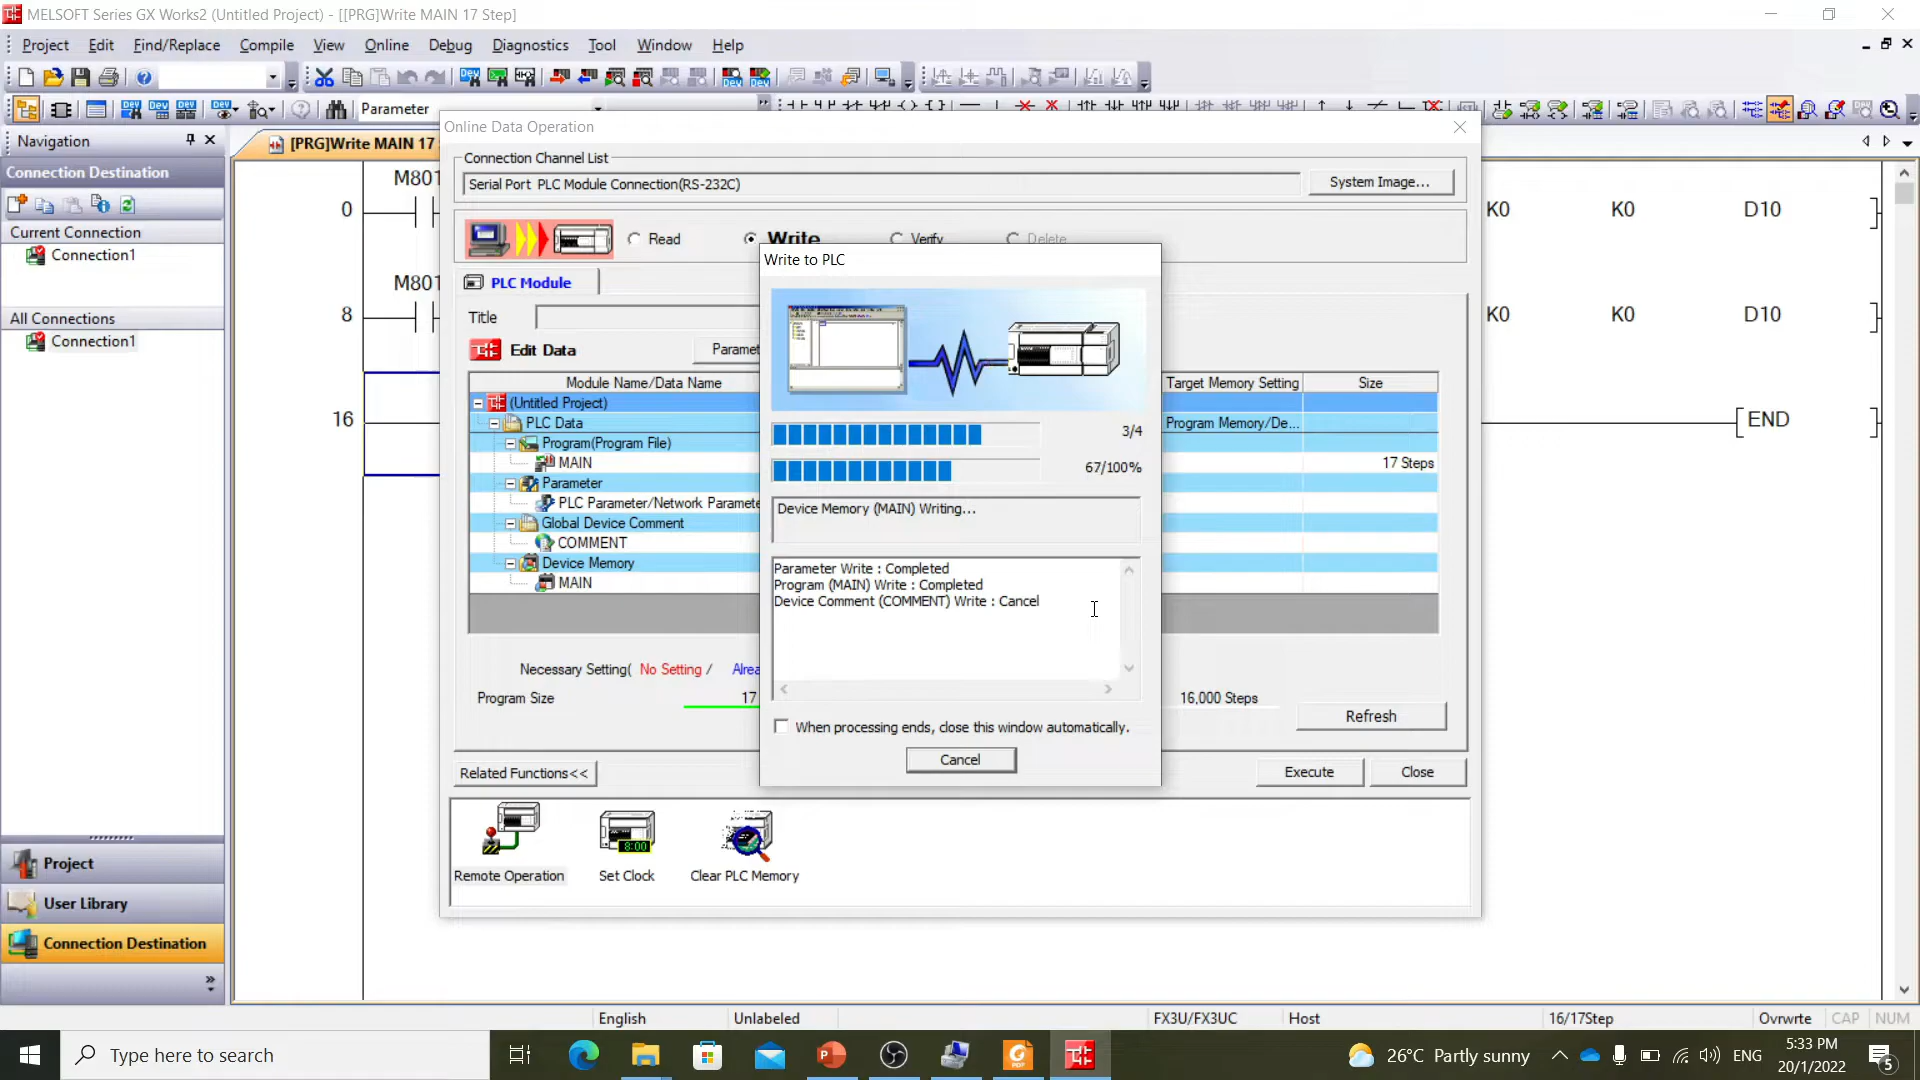 MELSOFT Series GX Works2 (Untitled Project) - [[PRG]Write MAIN 17 Step]
Project Edit Find/Replace Compile View Online Debug Diagnostics Tool Window Help
Parameter
Navigation
[PRG]Write MAIN 17
Connection Destination
Current Connection
Connection1
All Connections
Connection1
Project
User Library
Connection Destination
0
M801
K0 K0 D10
8
M801
K0 K0 D10
16
END
Online Data Operation
Connection Channel List
Serial Port PLC Module Connection(RS-232C)
System Image...
Read Write Verify Delete
PLC Module
Title
Edit Data
Module Name/Data Name
Target Memory Setting
Size
(Untitled Project)
PLC Data
Program Memory/De...
Program(Program File)
MAIN
17 Steps
Parameter
PLC Parameter/Network Paramete
Global Device Comment
COMMENT
Device Memory
MAIN
Necessary Setting( No Setting /
Program Size
17
16,000 Steps
Refresh
Related Functions<<
Execute
Close
Remote Operation
Set Clock
8:00
Clear PLC Memory
Write to PLC
3/4
67/100%
Device Memory (MAIN) Writing...
Parameter Write : Completed
Program (MAIN) Write : Completed
Device Comment (COMMENT) Write : Cancel
When processing ends, close this window automatically.
Cancel
English
Unlabeled
FX3U/FX3UC
Host
16/17Step
Ovrwrte
CAP
NUM
Type here to search
26°C Partly sunny
ENG
5:33 PM
20/1/2022
5